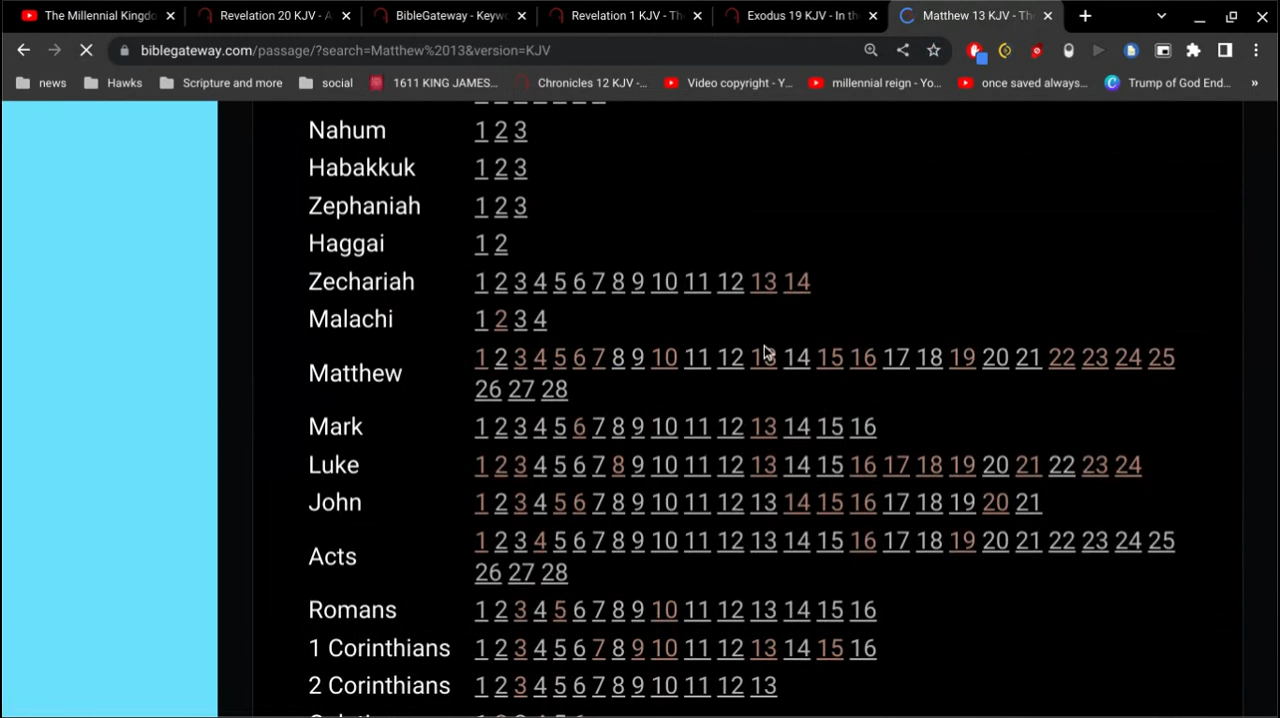 The Millennial Kingdo
Revelation 20 KJV - A
BibleGateway - Keyw
Revelation 1 KJV - The
Exodus 19 KJV - In th
Matthew 13 KJV - The
biblegateway.com/passage/?search=Matthew%2013&version=KJV
news
Hawks
Scripture and more
social
1611 KING JAMES...
Chronicles 12 KJV -...
Video copyright - Y...
millennial reign - Yo...
once saved always...
Trump of God End...
»
Nahum 1 2 3
Habakkuk 1 2 3
Zephaniah 1 2 3
Haggai 1 2
Zechariah 1 2 3 4 5 6 7 8 9 10 11 12 13 14
Malachi 1 2 3 4
Matthew 1 2 3 4 5 6 7 8 9 10 11 12 13 14 15 16 17 18 19 20 21 22 23 24 25
26 27 28
Mark 1 2 3 4 5 6 7 8 9 10 11 12 13 14 15 16
Luke 1 2 3 4 5 6 7 8 9 10 11 12 13 14 15 16 17 18 19 20 21 22 23 24
John 1 2 3 4 5 6 7 8 9 10 11 12 13 14 15 16 17 18 19 20 21
Acts 1 2 3 4 5 6 7 8 9 10 11 12 13 14 15 16 17 18 19 20 21 22 23 24 25
26 27 28
Romans 1 2 3 4 5 6 7 8 9 10 11 12 13 14 15 16
1 Corinthians 1 2 3 4 5 6 7 8 9 10 11 12 13 14 15 16
2 Corinthians 1 2 3 4 5 6 7 8 9 10 11 12 13